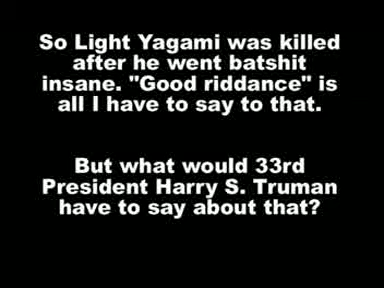 So Light Yagami was killed
after he went batshit
insane. "Good riddance" is
all I have to say to that.
But what would 33rd
President Harry S. Truman
have to say about that?